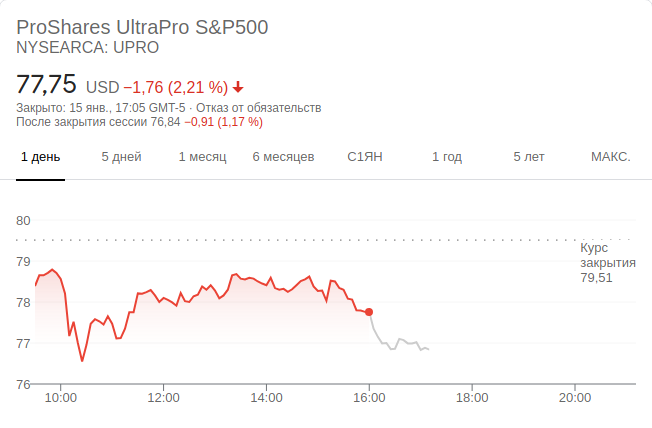 ProShares UltraPro S&P500
NYSEARCA: UPRO
77,75 USD −1,76 (2,21 %)
Закрыто: 15 янв., 17:05 GMT-5 · Отказ от обязательств
После закрытия сессии 76,84 −0,91 (1,17 %)
1 день 5 дней 1 месяц 6 месяцев С1ЯН 1 год 5 лет МАКС.
80
Курс
закрытия
79,51
79
78
77
76
10:00 12:00 14:00 16:00 18:00 20:00